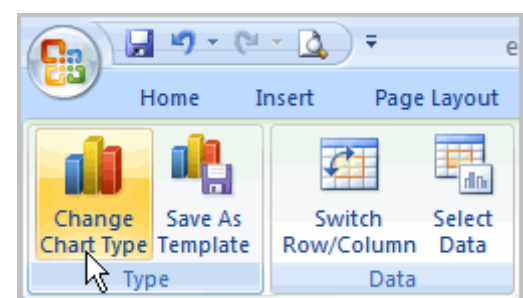 e
Home Insert Page Layout
Change Save As Switch Select
Chart Type Template Row/Column Data
Type Data